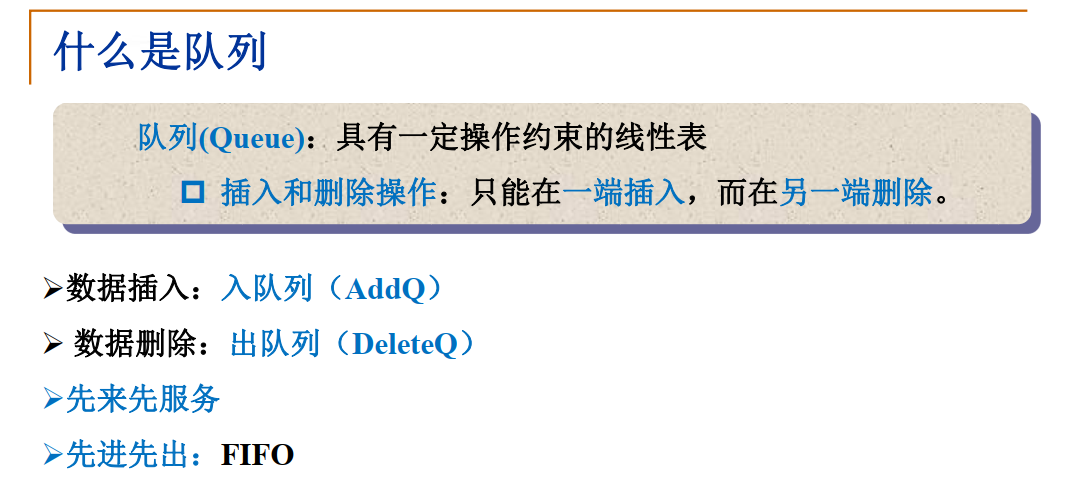 什么是队列
队列(Queue)：具有一定操作约束的线性表
插入和删除操作：只能在一端插入，而在另一端删除。
数据插入：入队列（AddQ）
数据删除：出队列（DeleteQ）
先来先服务
先进先出：FIFO